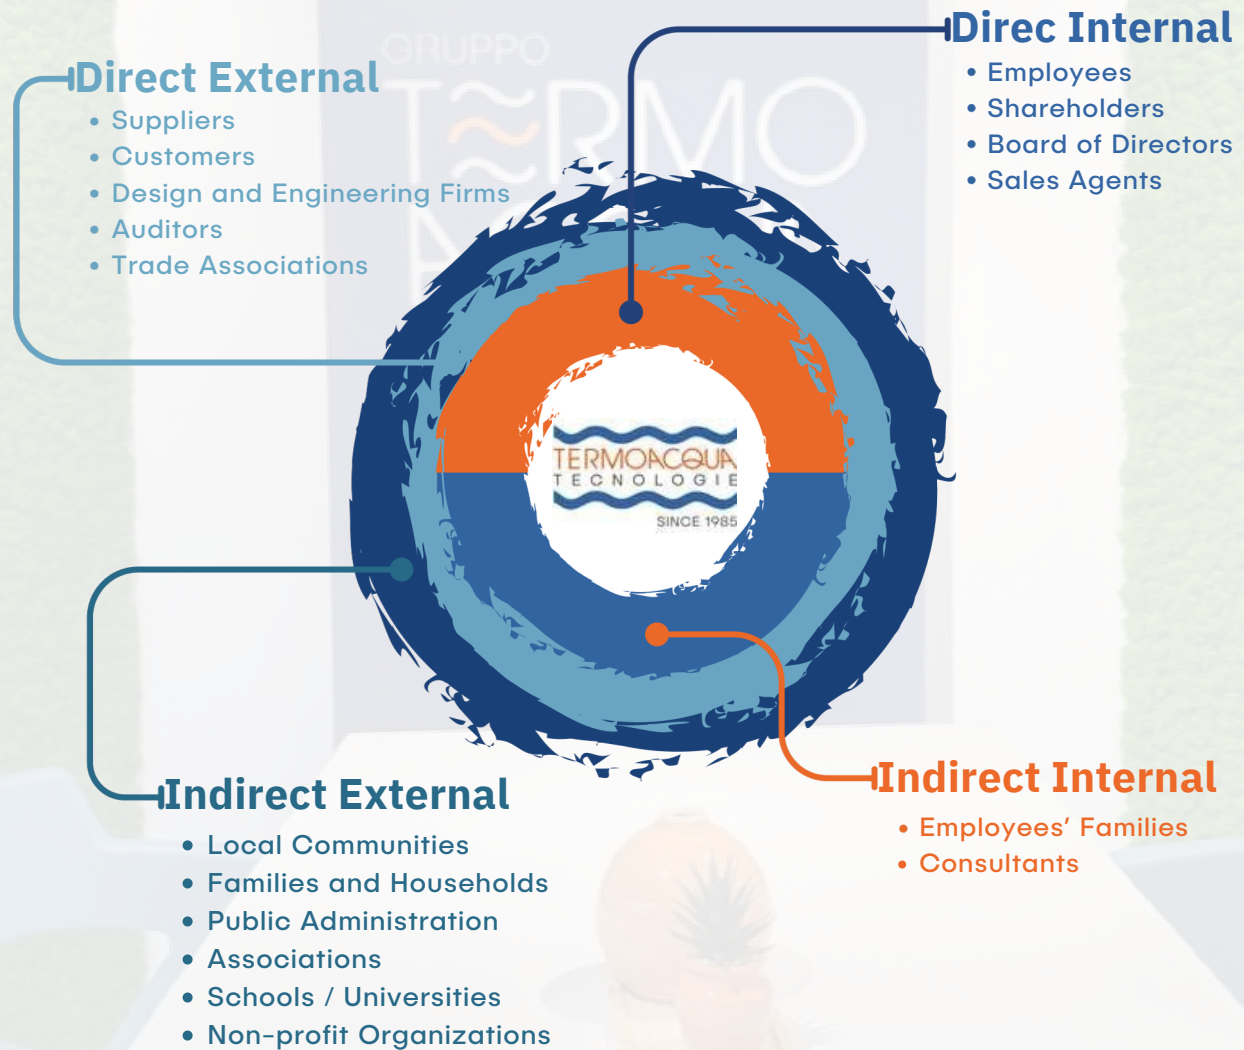 GRUPPO
TERMO
Direct External
Suppliers
Customers
Design and Engineering Firms
Auditors
Trade Associations
Direc Internal
Employees
Shareholders
Board of Directors
Sales Agents
TERMOACQUA
TECNOLOGIE
SINCE 1985
Indirect External
Local Communities
Families and Households
Public Administration
Associations
Schools / Universities
Non-profit Organizations
Indirect Internal
Employees’ Families
Consultants